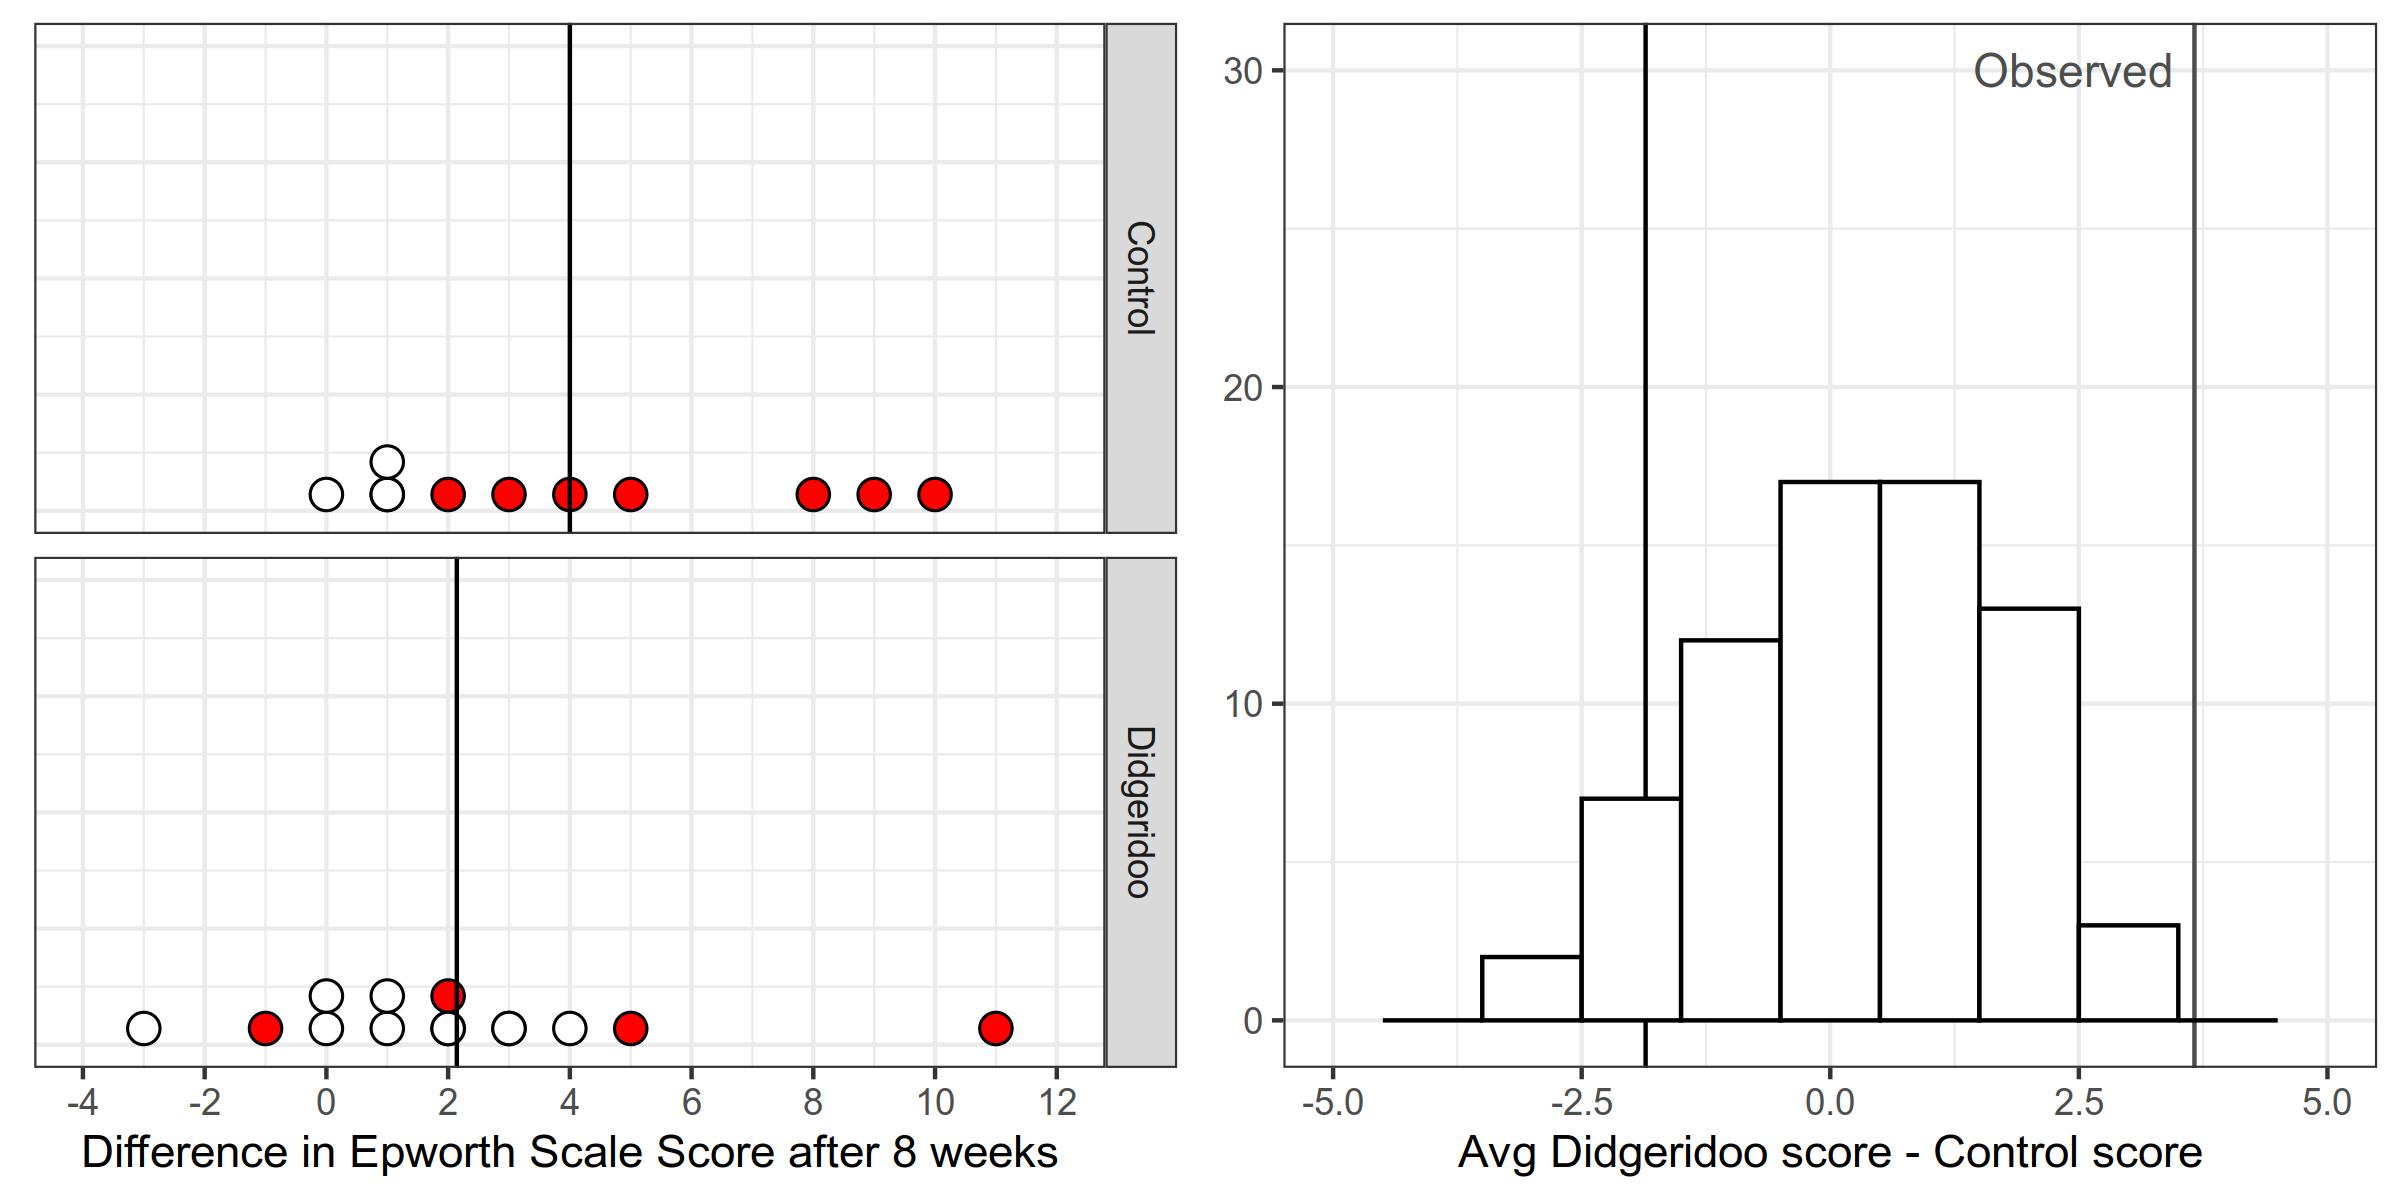 Control
Didgeridoo
-4 -2 0 2 4 6 8 10 12
Difference in Epworth Scale Score after 8 weeks
Observed
30
20
10
0
-5.0 -2.5 0.0 2.5 5.0
Avg Didgeridoo score - Control score